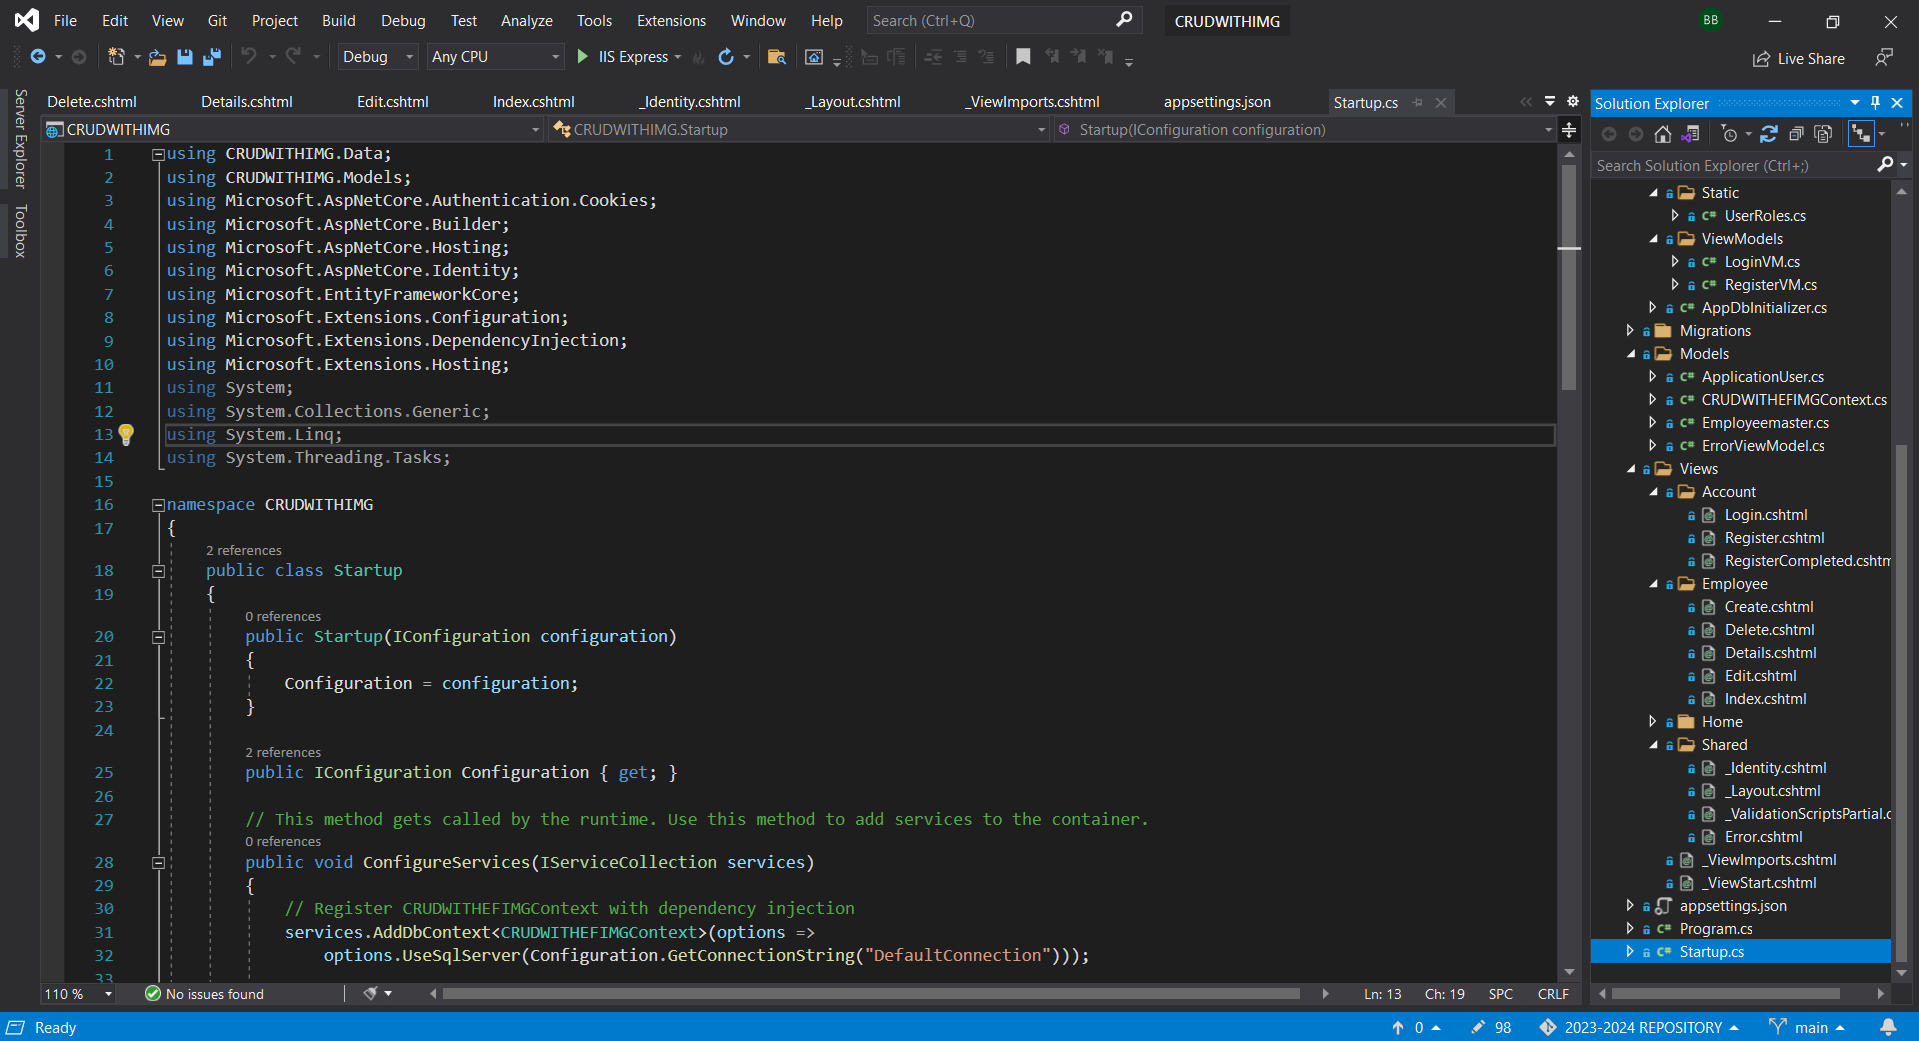 File Edit View Git Project Build Debug Test Analyze Tools Extensions Window Help Search (Ctrl+Q) CRUDWITHIMG BB
Debug Any CPU IIS Express Live Share
Server Explorer
Toolbox
Delete.cshtml Details.cshtml Edit.cshtml Index.cshtml _Identity.cshtml _Layout.cshtml _ViewImports.cshtml appsettings.json Startup.cs
CRUDWITHIMG CRUDWITHIMG.Startup Startup(IConfiguration configuration)
1 using CRUDWITHIMG.Data;
2 using CRUDWITHIMG.Models;
3 using Microsoft.AspNetCore.Authentication.Cookies;
4 using Microsoft.AspNetCore.Builder;
5 using Microsoft.AspNetCore.Hosting;
6 using Microsoft.AspNetCore.Identity;
7 using Microsoft.EntityFrameworkCore;
8 using Microsoft.Extensions.Configuration;
9 using Microsoft.Extensions.DependencyInjection;
10 using Microsoft.Extensions.Hosting;
11 using System;
12 using System.Collections.Generic;
13 using System.Linq;
14 using System.Threading.Tasks;
15
16 namespace CRUDWITHIMG
17 {
2 references
18 public class Startup
19 {
0 references
20 public Startup(IConfiguration configuration)
21 {
22 Configuration = configuration;
23 }
24
2 references
25 public IConfiguration Configuration { get; }
26
27 // This method gets called by the runtime. Use this method to add services to the container.
0 references
28 public void ConfigureServices(IServiceCollection services)
29 {
30 // Register CRUDWITHEFIMGContext with dependency injection
31 services.AddDbContext<CRUDWITHEFIMGContext>(options =>
32 options.UseSqlServer(Configuration.GetConnectionString("DefaultConnection")));
33
110 % No issues found Ln: 13 Ch: 19 SPC CRLF
Solution Explorer
Search Solution Explorer (Ctrl+;)
Static
C# UserRoles.cs
ViewModels
C# LoginVM.cs
C# RegisterVM.cs
C# AppDbInitializer.cs
Migrations
Models
C# ApplicationUser.cs
C# CRUDWITHEFIMGContext.cs
C# Employeemaster.cs
C# ErrorViewModel.cs
Views
Account
Login.cshtml
Register.cshtml
RegisterCompleted.cshtm
Employee
Create.cshtml
Delete.cshtml
Details.cshtml
Edit.cshtml
Index.cshtml
Home
Shared
_Identity.cshtml
_Layout.cshtml
_ValidationScriptsPartial.c
Error.cshtml
_ViewImports.cshtml
_ViewStart.cshtml
appsettings.json
C# Program.cs
C# Startup.cs
Ready 0 98 2023-2024 REPOSITORY main